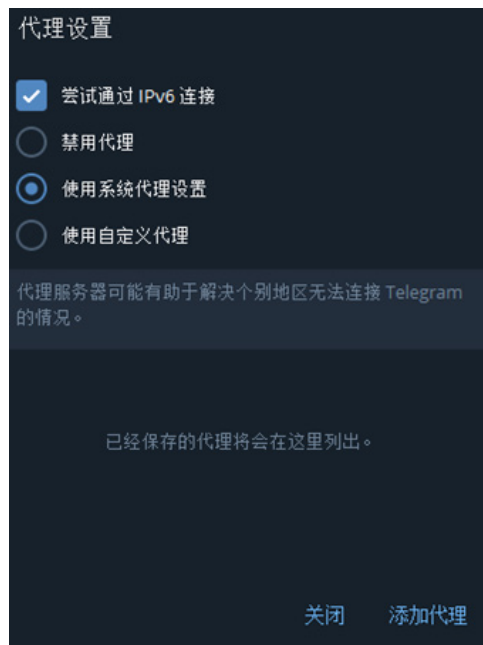 代理设置
尝试通过 IPv6 连接
禁用代理
使用系统代理设置
使用自定义代理
代理服务器可能有助于解决个别地区无法连接 Telegram
的情况。
已经保存的代理将会在这里列出。
关闭 添加代理